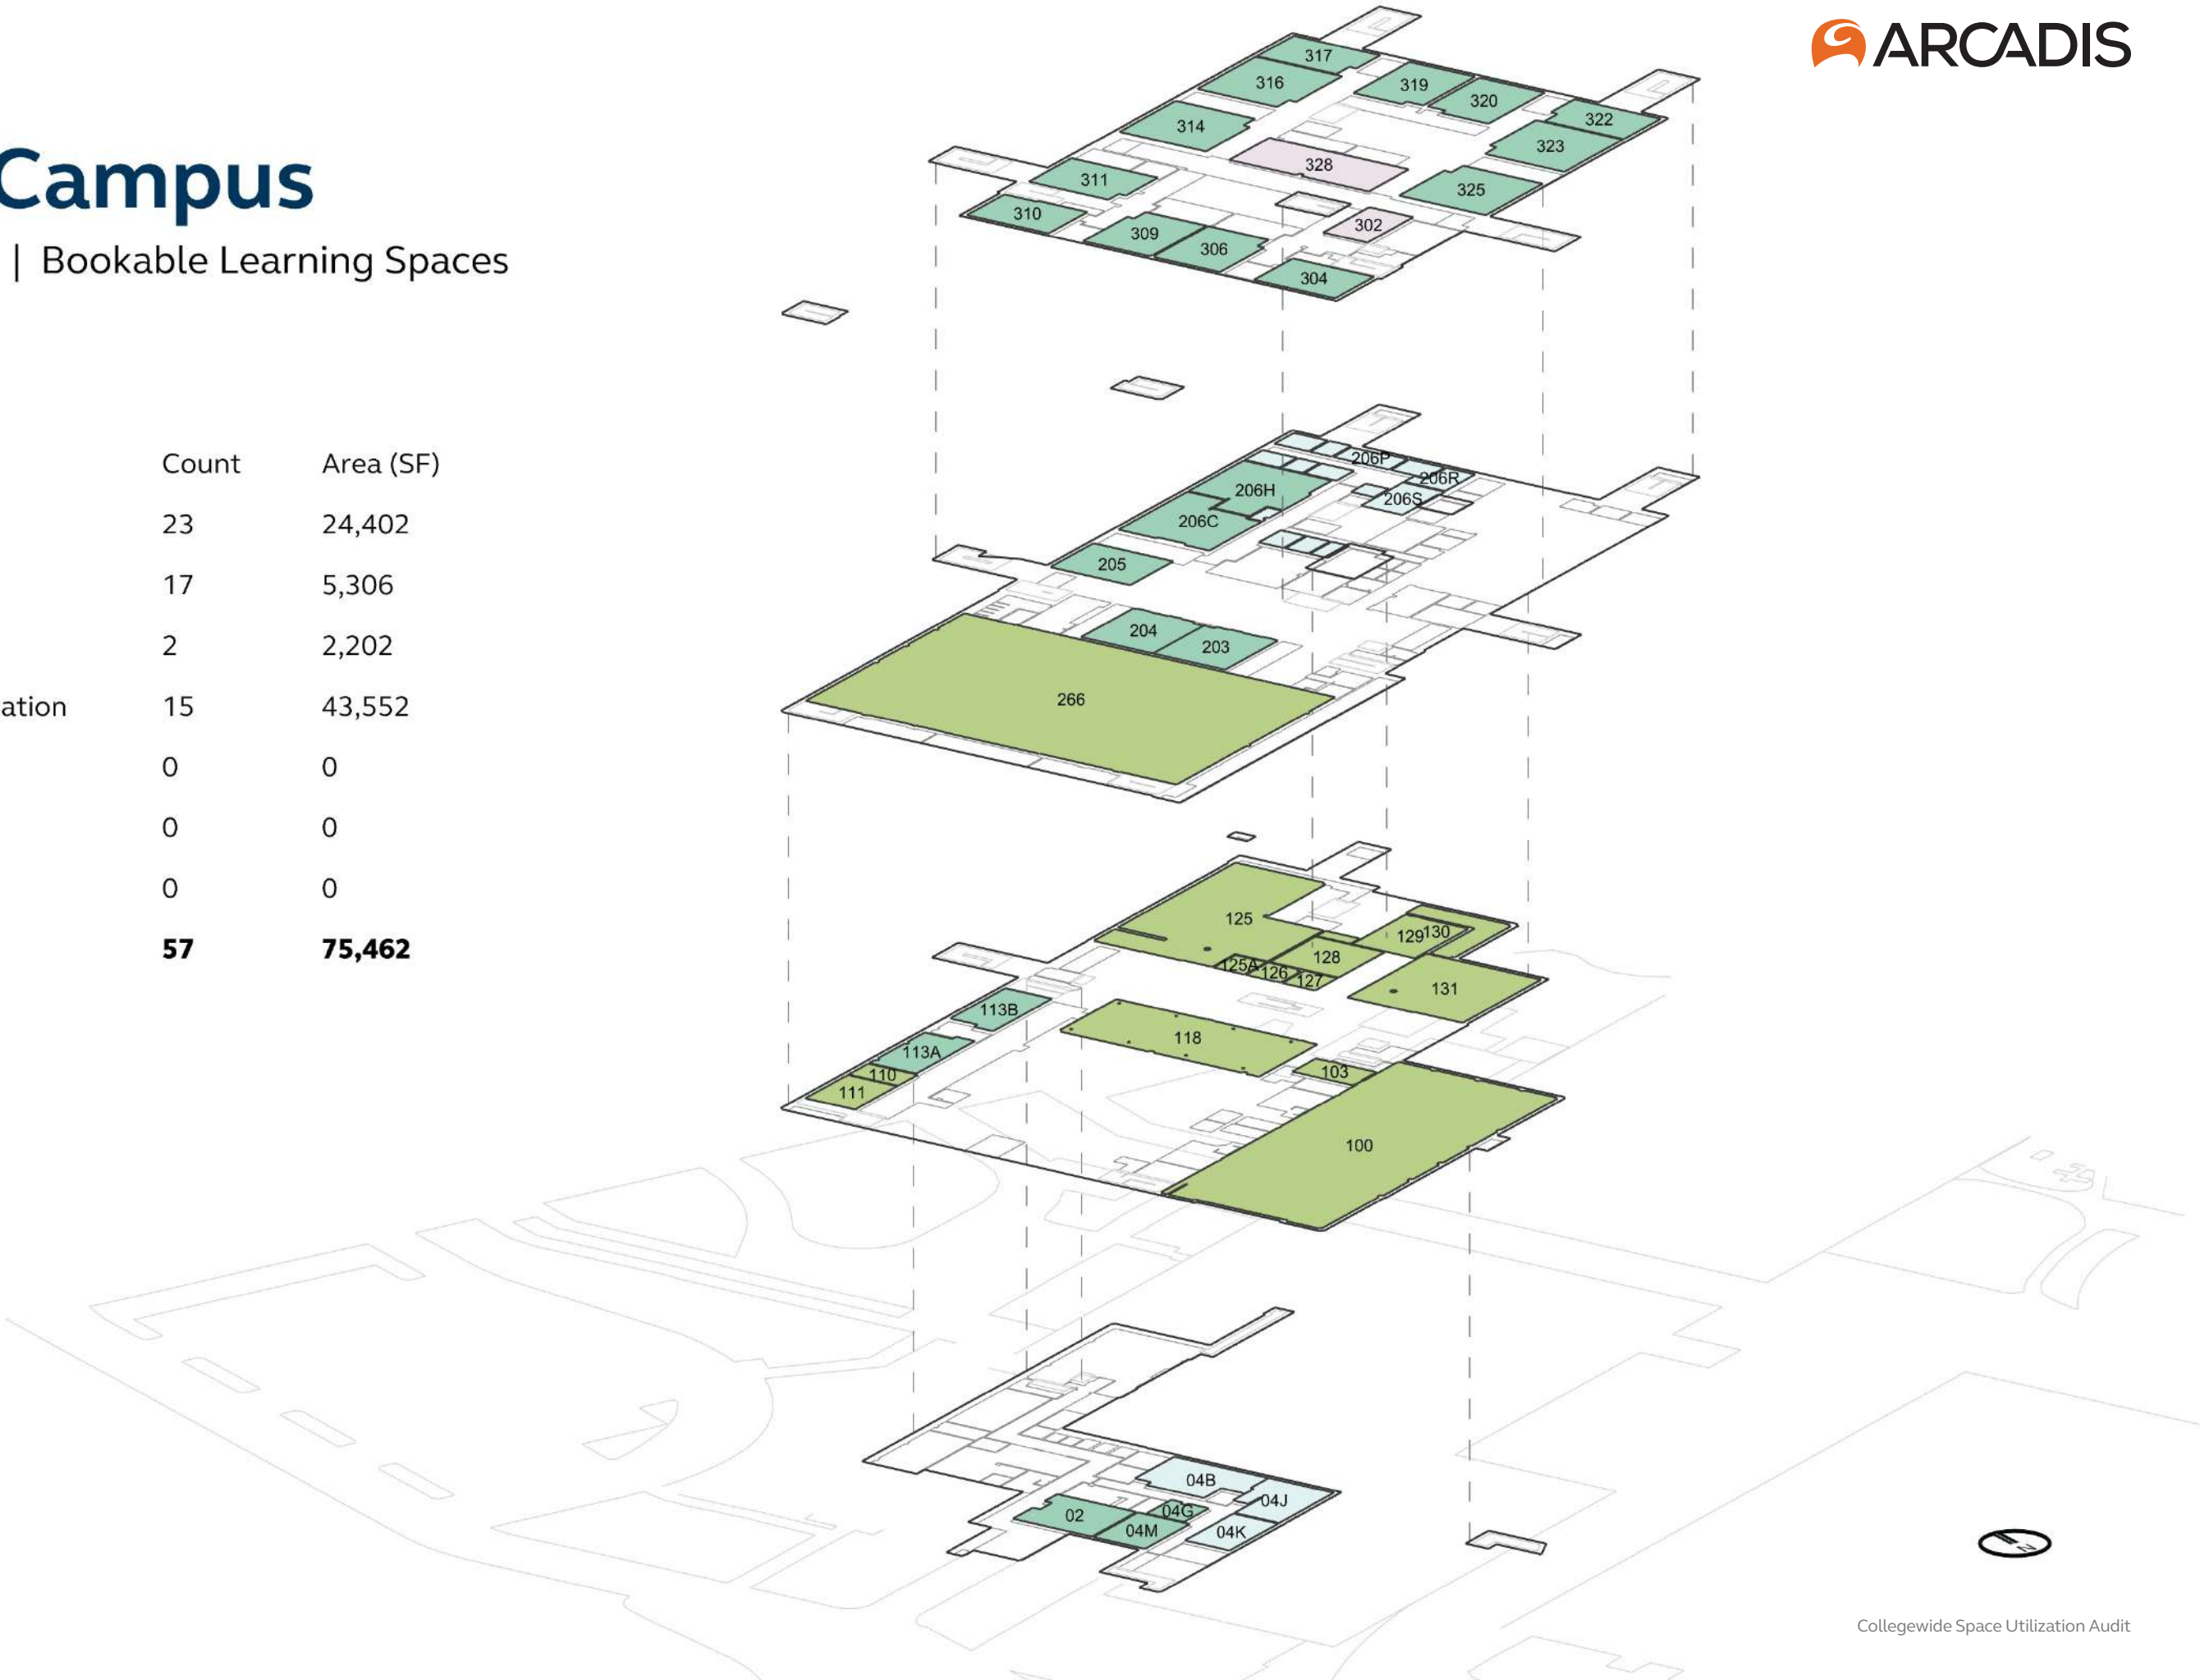 ARCADIS
Campus
| Bookable Learning Spaces
Count Area (SF)
23 24,402
17 5,306
2 2,202
ation 15 43,552
0 0
0 0
0 0
57 75,462
317
316
319
320
322
314
323
328
311
325
310
302
309
306
304
206P
206R
206H
206S
206C
205
204
203
266
125
129
130
128
125A
126
127
131
113B
118
113A
103
110
111
100
04B
04J
04G
02
04M
04K
N
Collegewide Space Utilization Audit